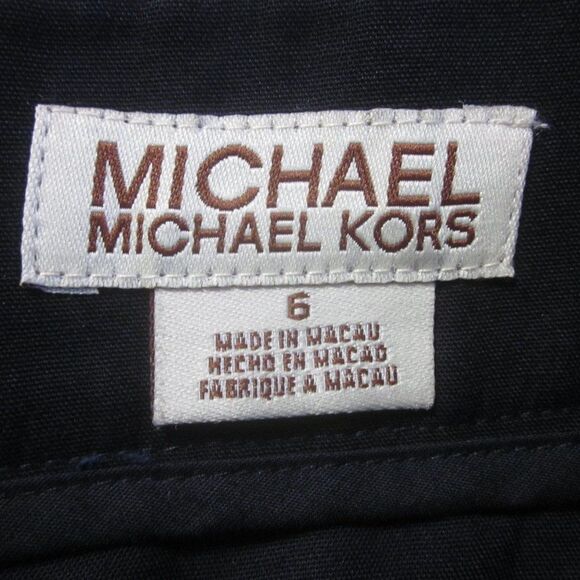 MICHAEL
MICHAEL KORS
6
MADE IN MACAU
HECHO EN MACAO
FABRIQUE A MACAU